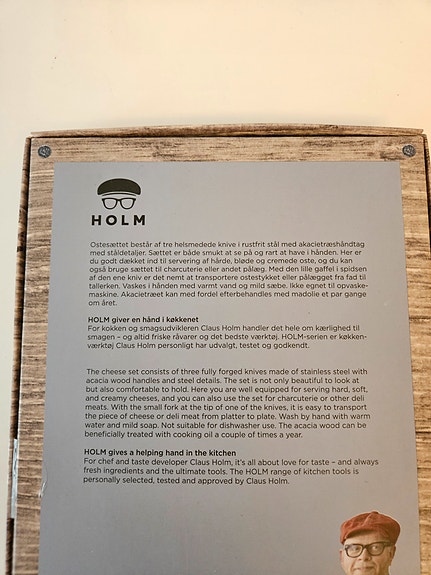 HOLM
Ostesættet består af tre helsmedede knive i rustfrit stål med akacietræshåndtag
med ståldetaljer. Sættet er både smukt at se på og rart at have i hånden. Her er
du godt dækket ind til servering af hårde, bløde og cremede oste, og du kan
også bruge sættet til charcuterie eller andet pålæg. Med den lille gaffel i spidsen
af den ene kniv er det nemt at transportere ostestykket eller pålægget fra fad til
tallerken. Vaskes i hånden med varmt vand og mild sæbe. Ikke egnet til opvaske-
maskine. Akacietræet kan med fordel efterbehandles med madolie et par gange
om året.
HOLM giver en hånd i køkkenet
For kokken og smagsudvikleren Claus Holm handler det hele om kærlighed til
smagen – og altid friske råvarer og det bedste værktøj. HOLM-serien er køkken-
værktøj Claus Holm personligt har udvalgt, testet og godkendt.
The cheese set consists of three fully forged knives made of stainless steel with
acacia wood handles and steel details. The set is not only beautiful to look at
but also comfortable to hold. Here you are well equipped for serving hard, soft,
and creamy cheeses, and you can also use the set for charcuterie or other deli
meats. With the small fork at the tip of one of the knives, it is easy to transport
the piece of cheese or deli meat from platter to plate. Wash by hand with warm
water and mild soap. Not suitable for dishwasher use. The acacia wood can be
beneficially treated with cooking oil a couple of times a year.
HOLM gives a helping hand in the kitchen
For chef and taste developer Claus Holm, it's all about love for taste – and always
fresh ingredients and the ultimate tools. The HOLM range of kitchen tools is
personally selected, tested and approved by Claus Holm.